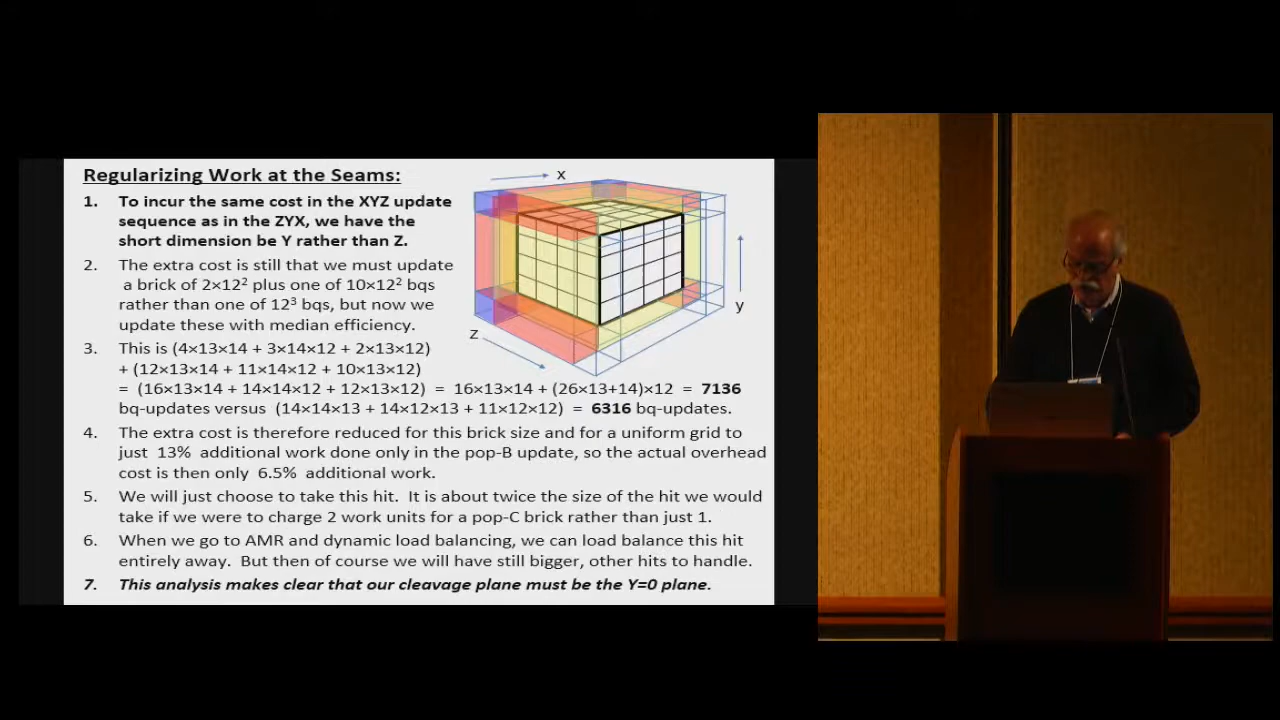 Regularizing Work at the Seams:
1. To incur the same cost in the XYZ update
sequence as in the ZYX, we have the
short dimension be Y rather than Z.
2. The extra cost is still that we must update
a brick of 2×12² plus one of 10×12² bqs
rather than one of 12³ bqs, but now we
update these with median efficiency.
3. This is (4×13×14 + 3×14×12 + 2×13×12)
+ (12×13×14 + 11×14×12 + 10×13×12)
= (16×13×14 + 14×14×12 + 12×13×12) = 16×13×14 + (26×13+14)×12 = 7136
bq-updates versus (14×14×13 + 14×12×13 + 11×12×12) = 6316 bq-updates.
4. The extra cost is therefore reduced for this brick size and for a uniform grid to
just 13% additional work done only in the pop-B update, so the actual overhead
cost is then only 6.5% additional work.
5. We will just choose to take this hit. It is about twice the size of the hit we would
take if we were to charge 2 work units for a pop-C brick rather than just 1.
6. When we go to AMR and dynamic load balancing, we can load balance this hit
entirely away. But then of course we will have still bigger, other hits to handle.
7. This analysis makes clear that our cleavage plane must be the Y=0 plane.
x
y
z